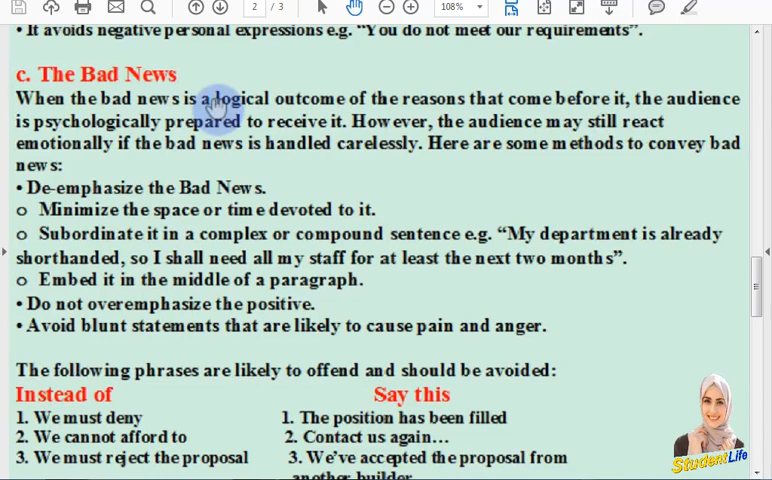 2 / 3
108%
• It avoids negative personal expressions e.g. “You do not meet our requirements”.
c. The Bad News
When the bad news is a logical outcome of the reasons that come before it, the audience
is psychologically prepared to receive it. However, the audience may still react
emotionally if the bad news is handled carelessly. Here are some methods to convey bad
news:
• De-emphasize the Bad News.
o Minimize the space or time devoted to it.
o Subordinate it in a complex or compound sentence e.g. “My department is already
shorthanded, so I shall need all my staff for at least the next two months”.
o Embed it in the middle of a paragraph.
• Do not overemphasize the positive.
• Avoid blunt statements that are likely to cause pain and anger.
The following phrases are likely to offend and should be avoided:
Instead of Say this
1. We must deny 1. The position has been filled
2. We cannot afford to 2. Contact us again…
3. We must reject the proposal 3. We’ve accepted the proposal from
another builder
Student Life